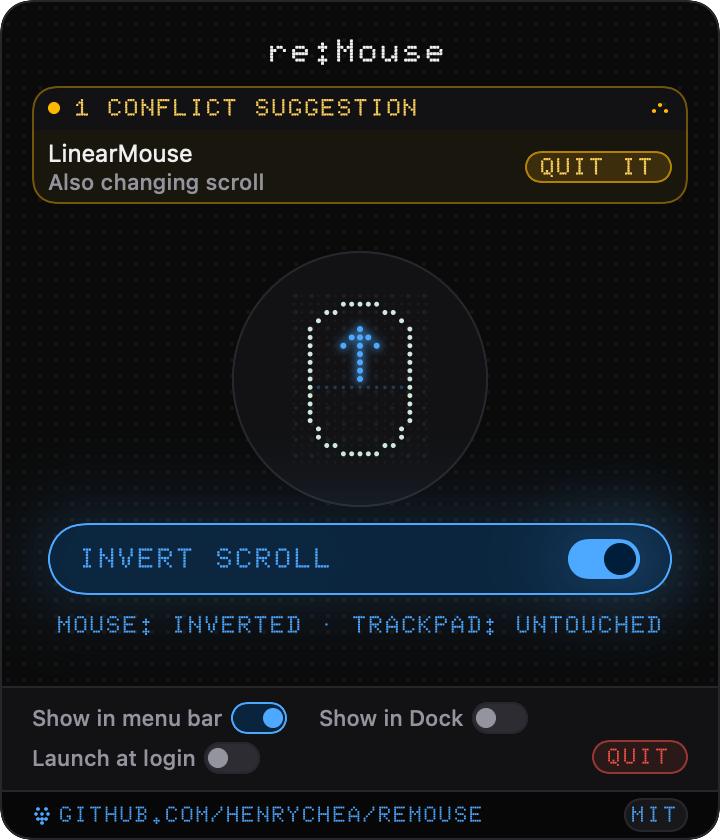 re:Mouse
1 CONFLICT SUGGESTION
LinearMouse
Also changing scroll
QUIT IT
INVERT SCROLL
MOUSE: INVERTED · TRACKPAD: UNTOUCHED
Show in menu bar Show in Dock
Launch at login
QUIT
GITHUB.COM/HENRYCHEA/REMOUSE
MIT